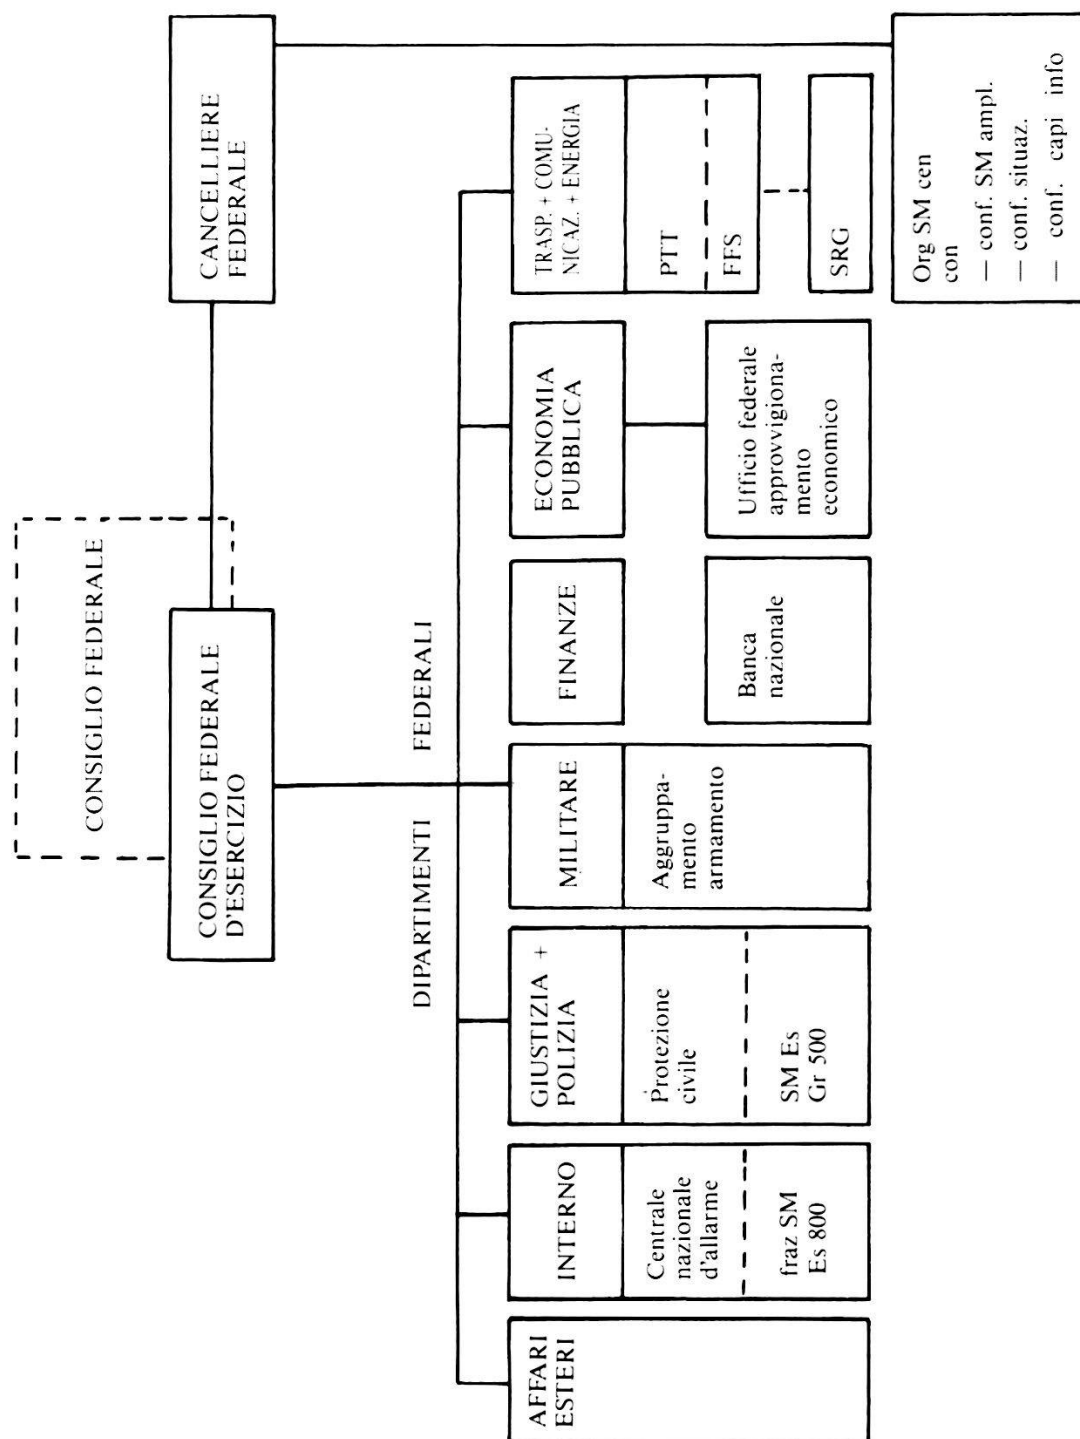 CONSIGLIO FEDERALE
CONSIGLIO FEDERALE
D'ESERCIZIO
CANCELLIERE
FEDERALE
DIPARTIMENTI FEDERALI
AFFARI
ESTERI
INTERNO
Centrale
nazionale
d'allarme
fraz SM
Es 800
GIUSTIZIA +
POLIZIA
Protezione
civile
SM Es
Gr 500
MILITARE
Aggruppa-
mento
armamento
FINANZE
Banca
nazionale
ECONOMIA
PUBBLICA
Ufficio federale
approvvigiona-
mento
economico
TRASP. + COMU-
NICAZ. + ENERGIA
PTT
FFS
SRG
Org SM cen
con
— conf. SM ampl.
— conf. situaz.
— conf. capi info